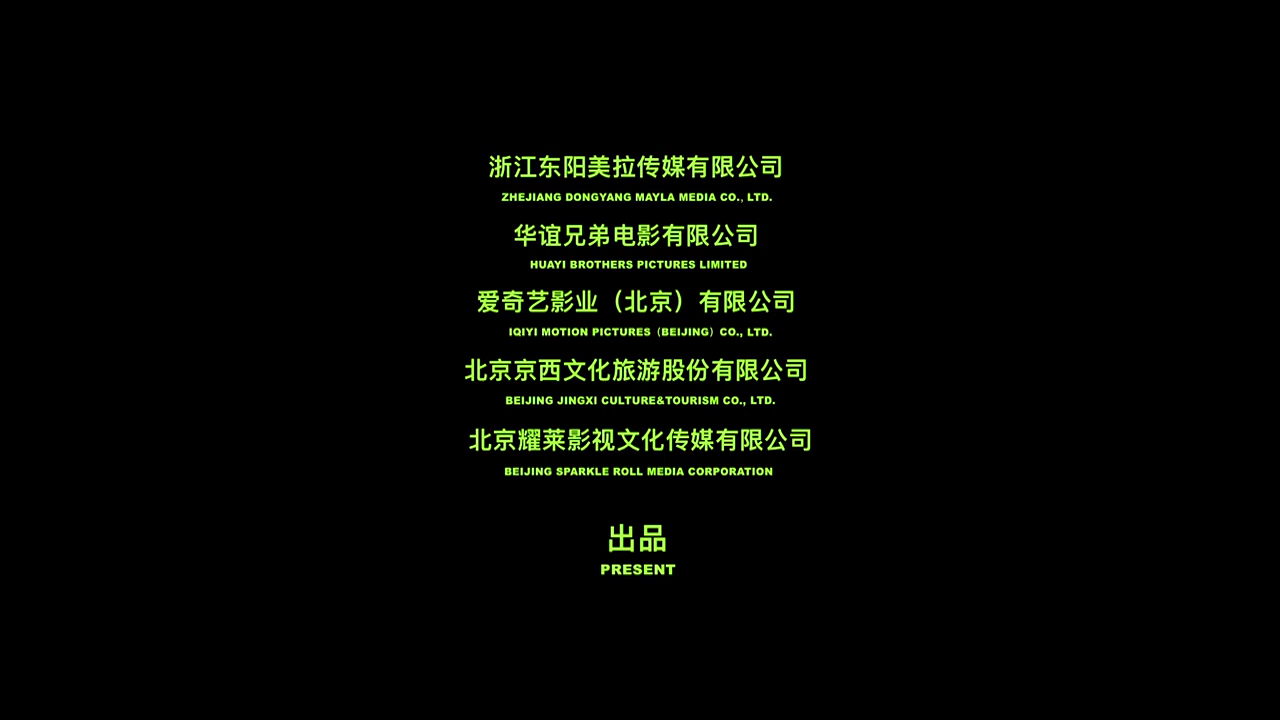 浙江东阳美拉传媒有限公司
ZHEJIANG DONGYANG MAYLA MEDIA CO., LTD.
华谊兄弟电影有限公司
HUAYI BROTHERS PICTURES LIMITED
爱奇艺影业（北京）有限公司
IQIYI MOTION PICTURES（BEIJING）CO., LTD.
北京京西文化旅游股份有限公司
BEIJING JINGXI CULTURE&TOURISM CO., LTD.
北京耀莱影视文化传媒有限公司
BEIJING SPARKLE ROLL MEDIA CORPORATION
出品
PRESENT